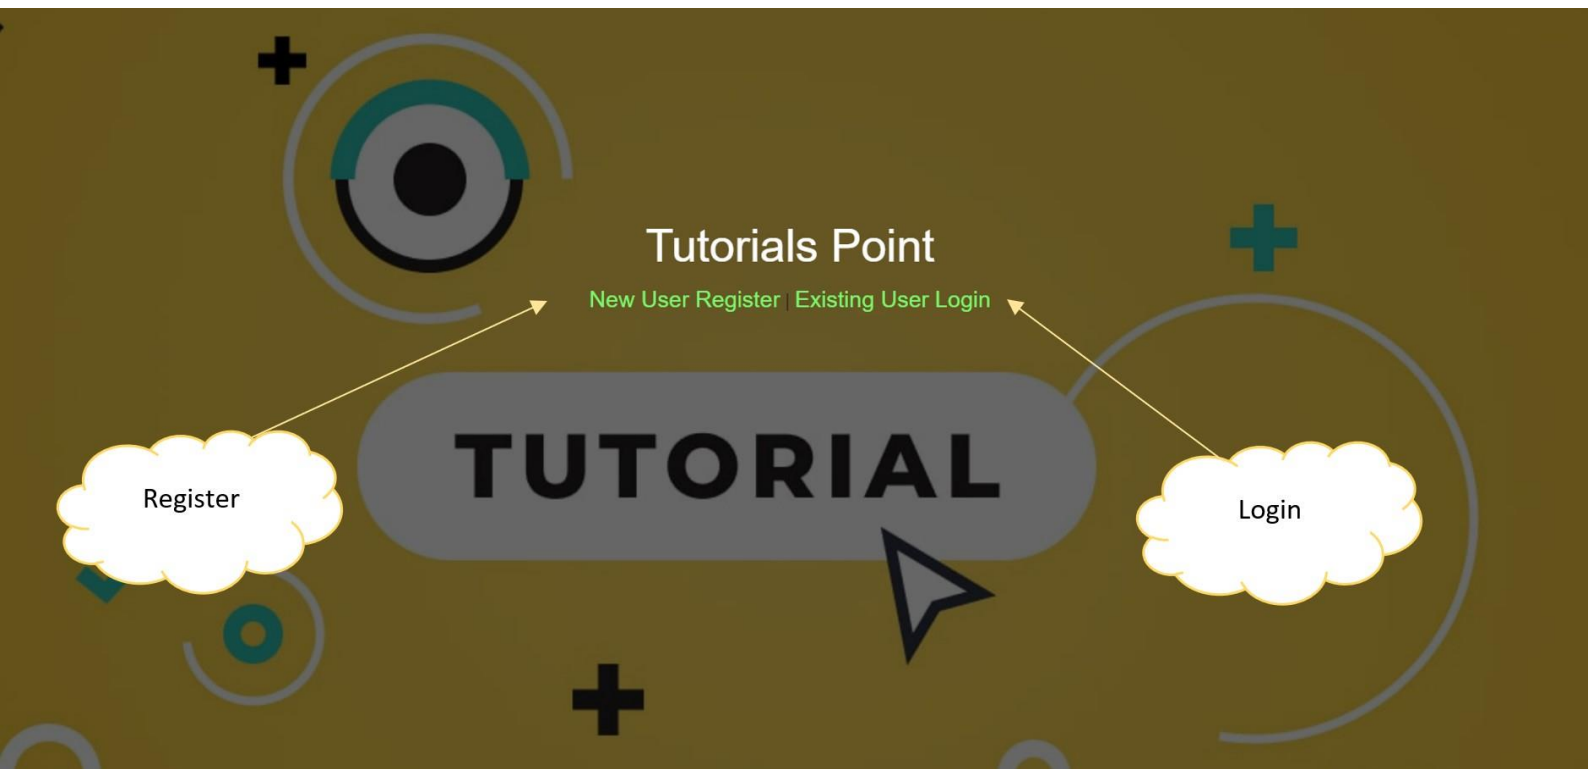 Tutorials Point
New User Register | Existing User Login
TUTORIAL
Register
Login